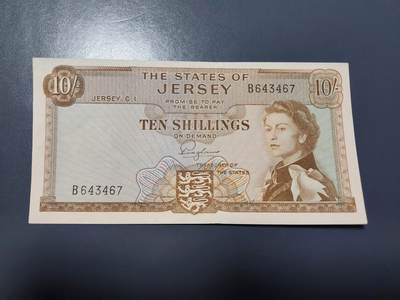 10/-
THE STATES OF
JERSEY
B643467
10/-
JERSEY. C.I.
PROMISE TO PAY
THE BEARER
TEN SHILLINGS
ON DEMAND
TREASURER OF
THE STATES
B643467